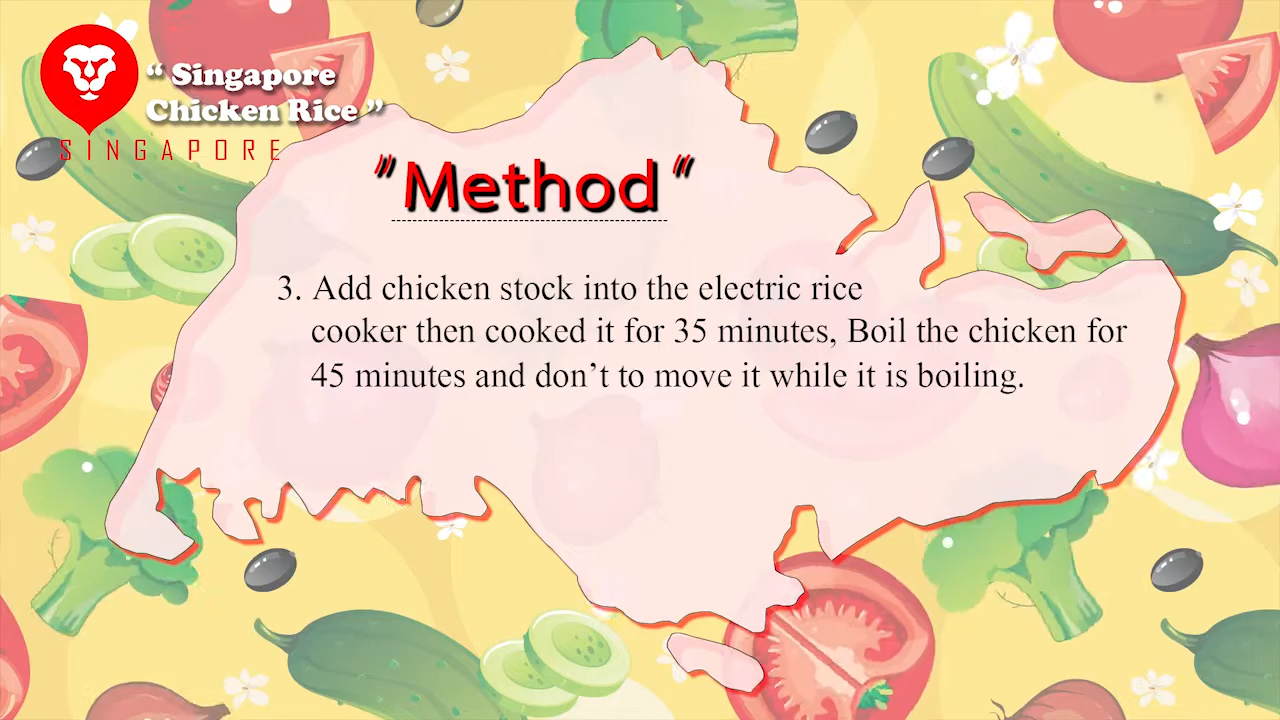 “ Singapore
Chicken Rice ”
SINGAPORE
”Method“
3. Add chicken stock into the electric rice
cooker then cooked it for 35 minutes, Boil the chicken for
45 minutes and don’t to move it while it is boiling.